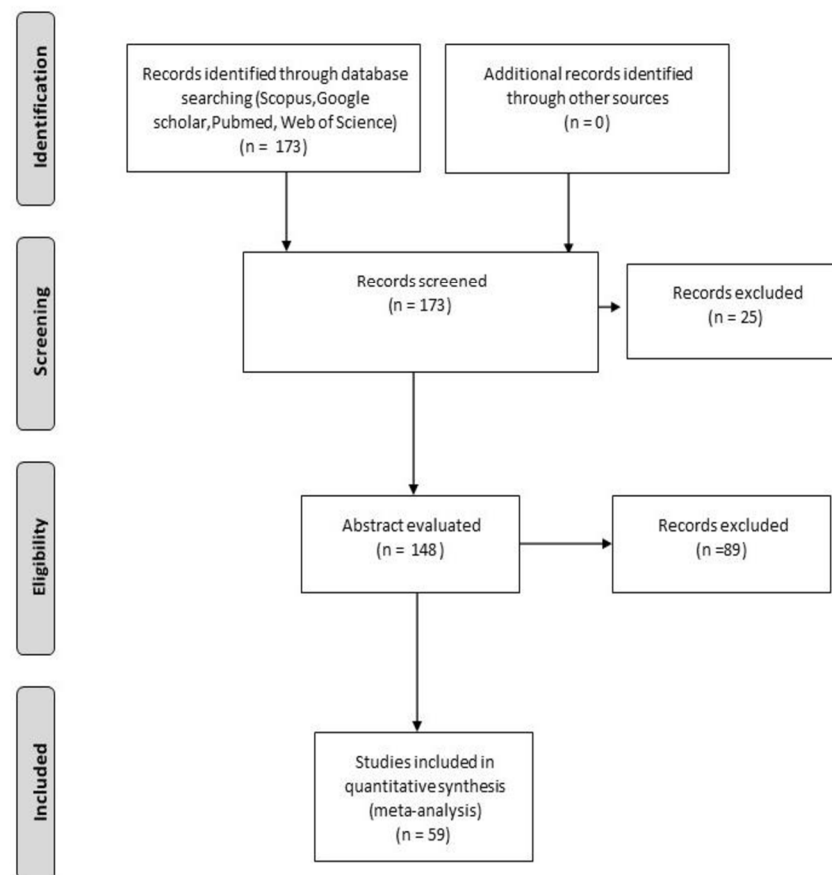 Identification
Records identified through database
searching (Scopus,Google
scholar,Pubmed, Web of Science)
(n = 173)
Additional records identified
through other sources
(n = 0)
Screening
Records screened
(n = 173)
Records excluded
(n = 25)
Eligibility
Abstract evaluated
(n = 148)
Records excluded
(n =89)
Included
Studies included in
quantitative synthesis
(meta-analysis)
(n = 59)